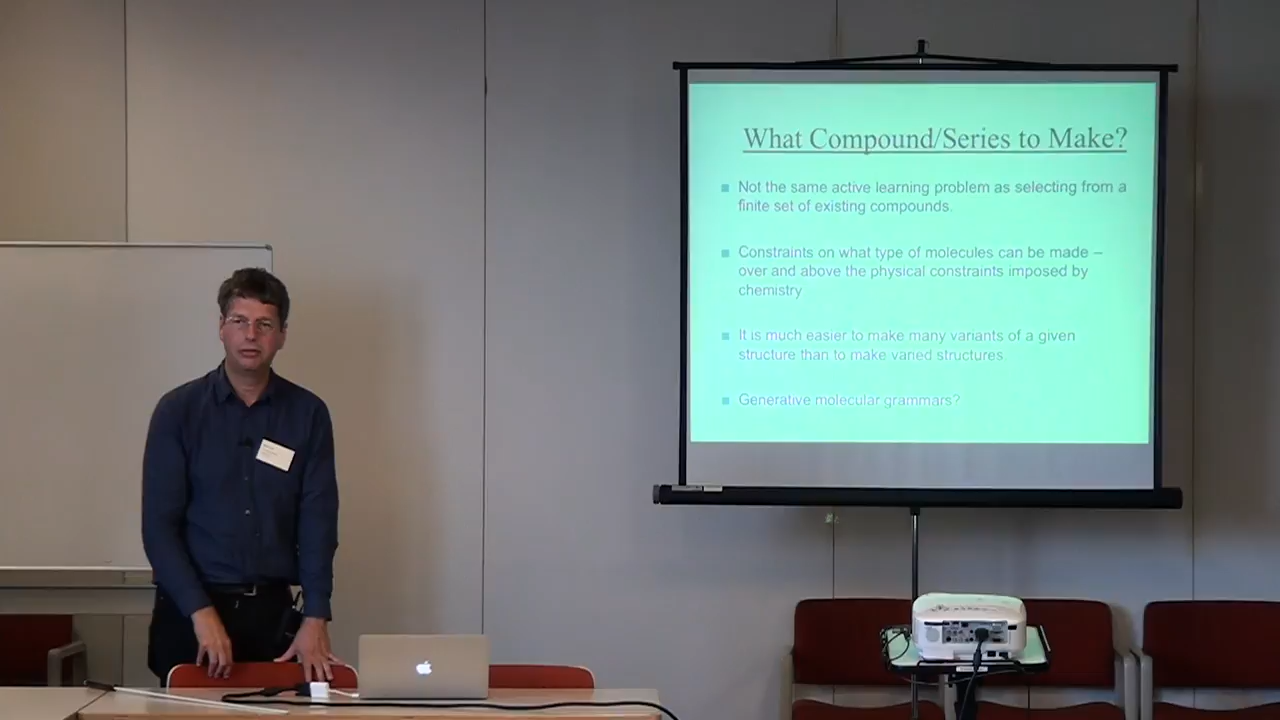 What Compound/Series to Make?
Not the same active learning problem as selecting from a
finite set of existing compounds.
Constraints on what type of molecules can be made –
over and above the physical constraints imposed by
chemistry
It is much easier to make many variants of a given
structure than to make varied structures
Generative molecular grammars?